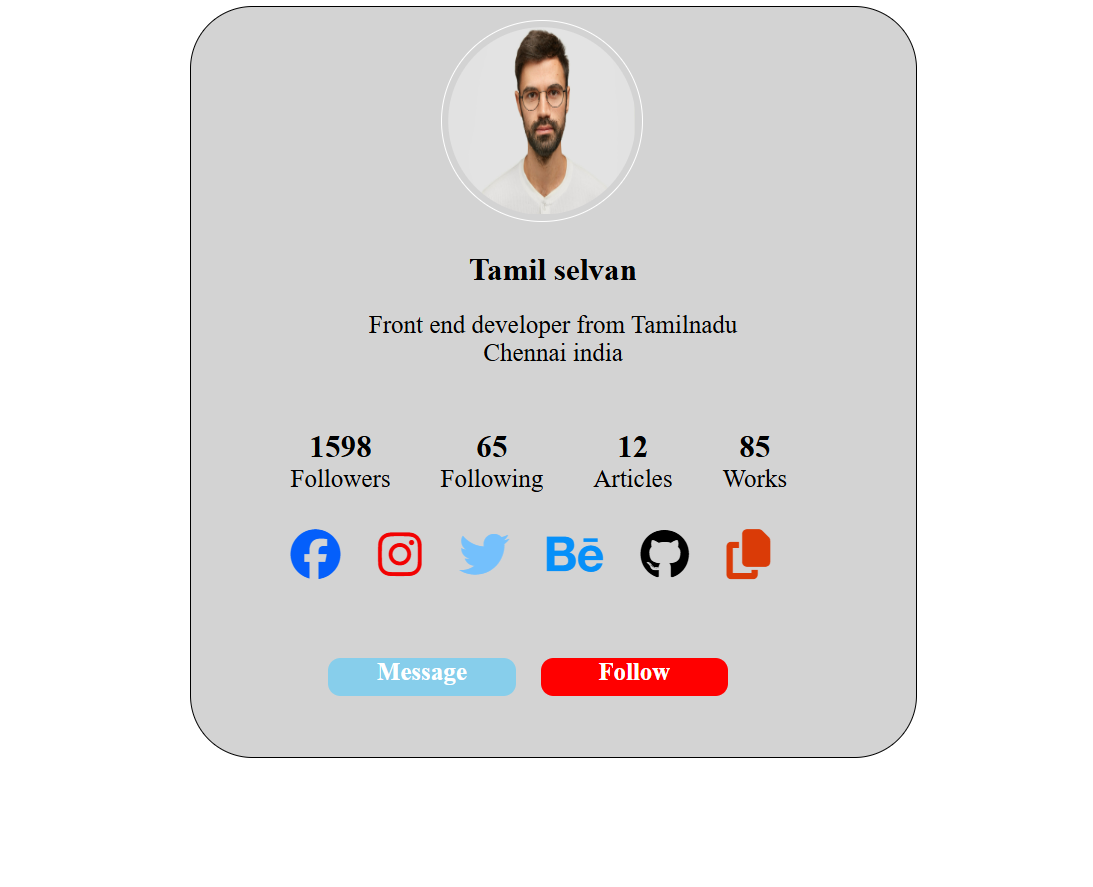 Tamil selvan
Front end developer from Tamilnadu
Chennai india
1598 65 12 85
Followers Following Articles Works
Bē
Message Follow